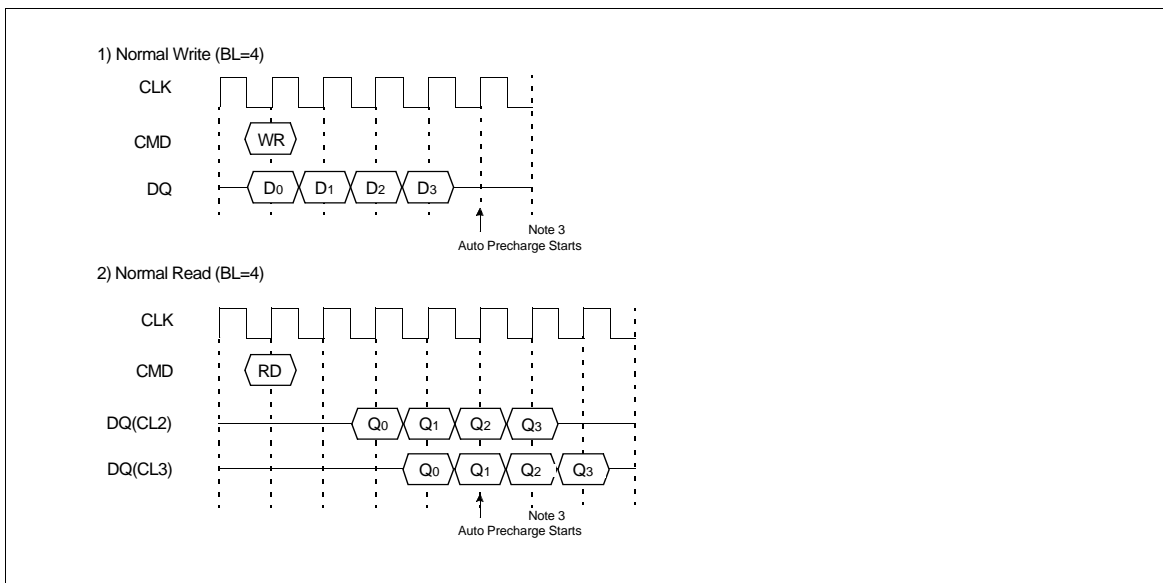 1) Normal Write (BL=4)
CLK
CMD WR
DQ D0 D1 D2 D3
Note 3
Auto Precharge Starts
2) Normal Read (BL=4)
CLK
CMD RD
DQ(CL2) Q0 Q1 Q2 Q3
DQ(CL3) Q0 Q1 Q2 Q3
Note 3
Auto Precharge Starts